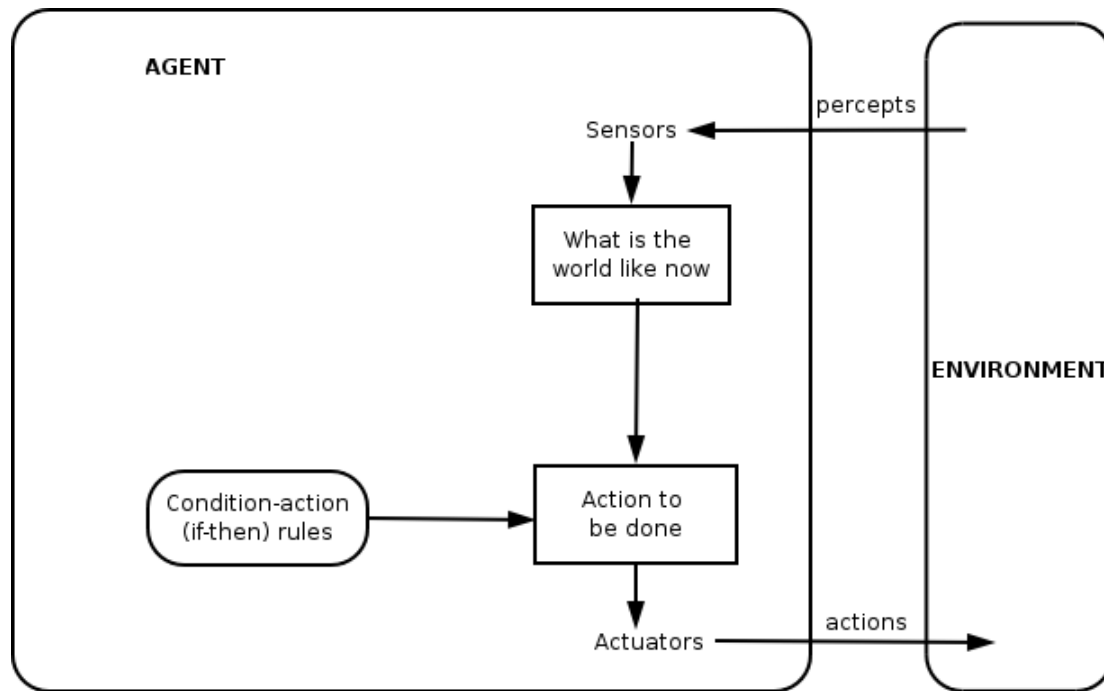 AGENT
percepts
Sensors
What is the
world like now
ENVIRONMENT
Condition-action
(if-then) rules
Action to
be done
Actuators
actions